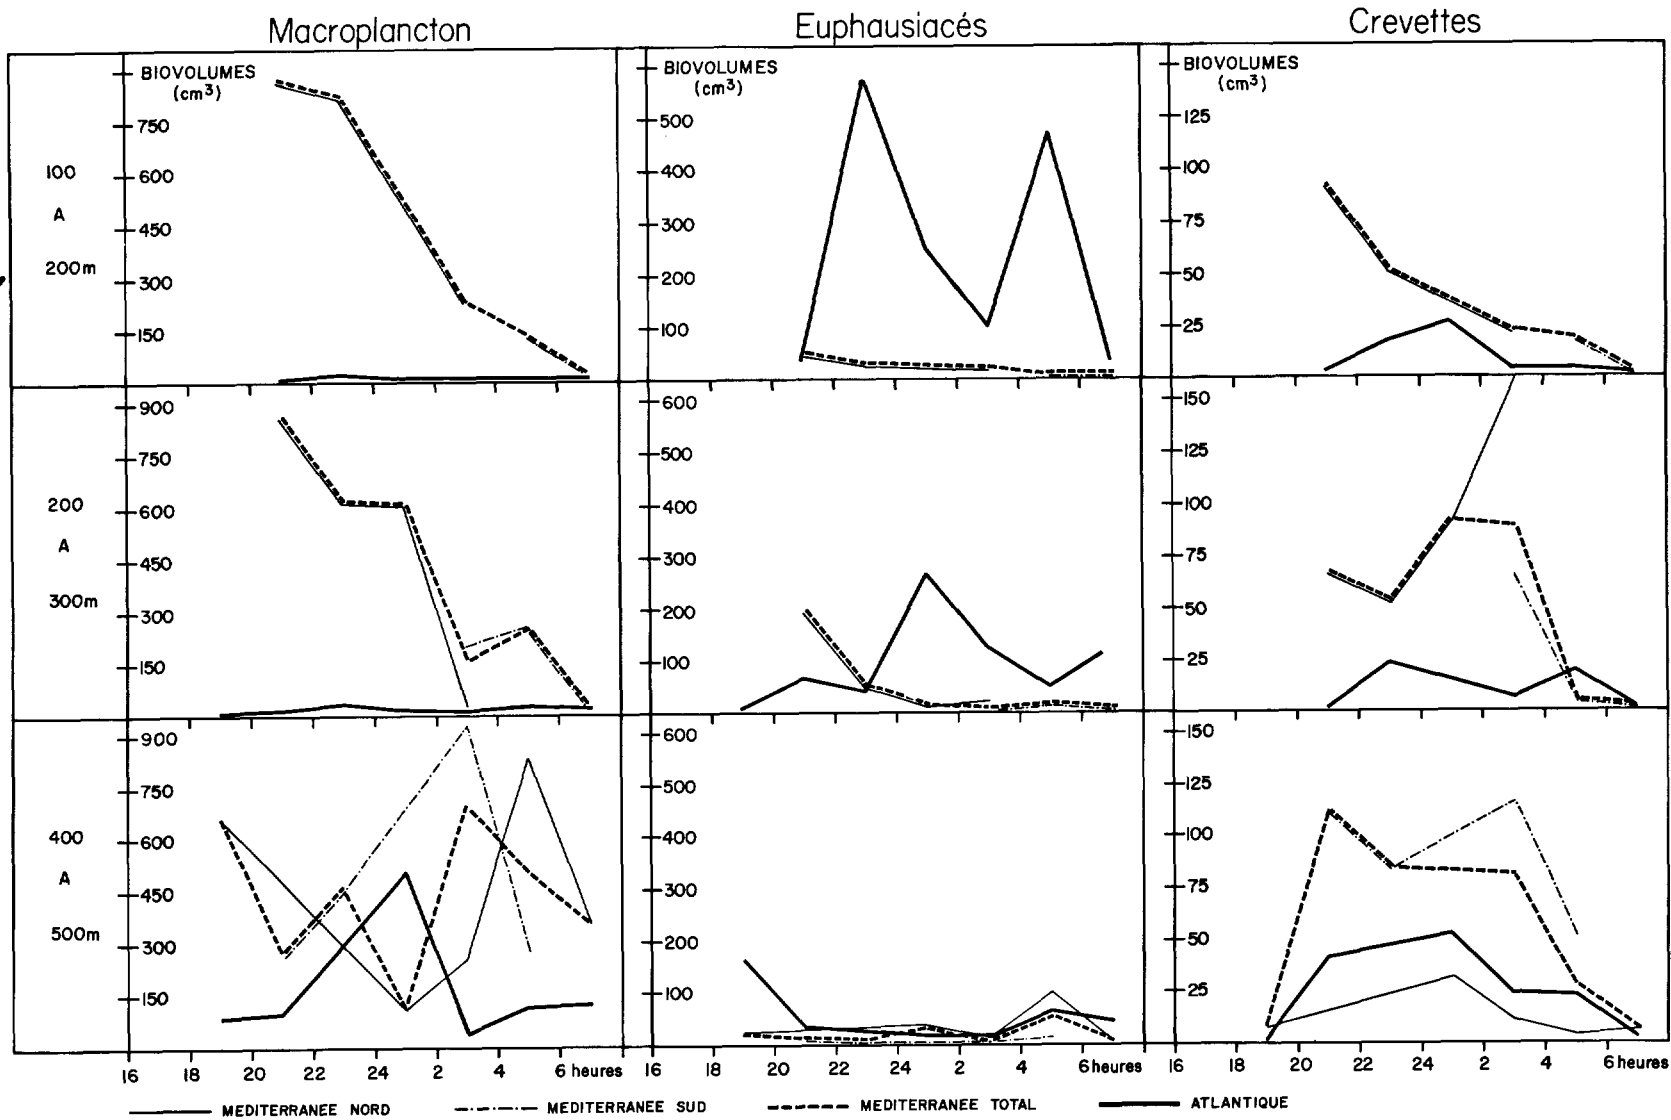 Macroplancton
Euphausiacés
Crevettes
BIOVOLUMES
(cm³)
750
600
450
300
150
BIOVOLUMES
(cm³)
500
400
300
200
100
BIOVOLUMES
(cm³)
125
100
75
50
25
100
A
200m
900
750
600
450
300
150
600
500
400
300
200
100
150
125
100
75
50
25
200
A
300m
900
750
600
450
300
150
600
500
400
300
200
100
150
125
100
75
50
25
400
A
500m
16 18 20 22 24 2 4 6 heures
16 18 20 22 24 2 4 6 heures
16 18 20 22 24 2 4 6 heures
MEDITERRANEE NORD
MEDITERRANEE SUD
MEDITERRANEE TOTAL
ATLANTIQUE